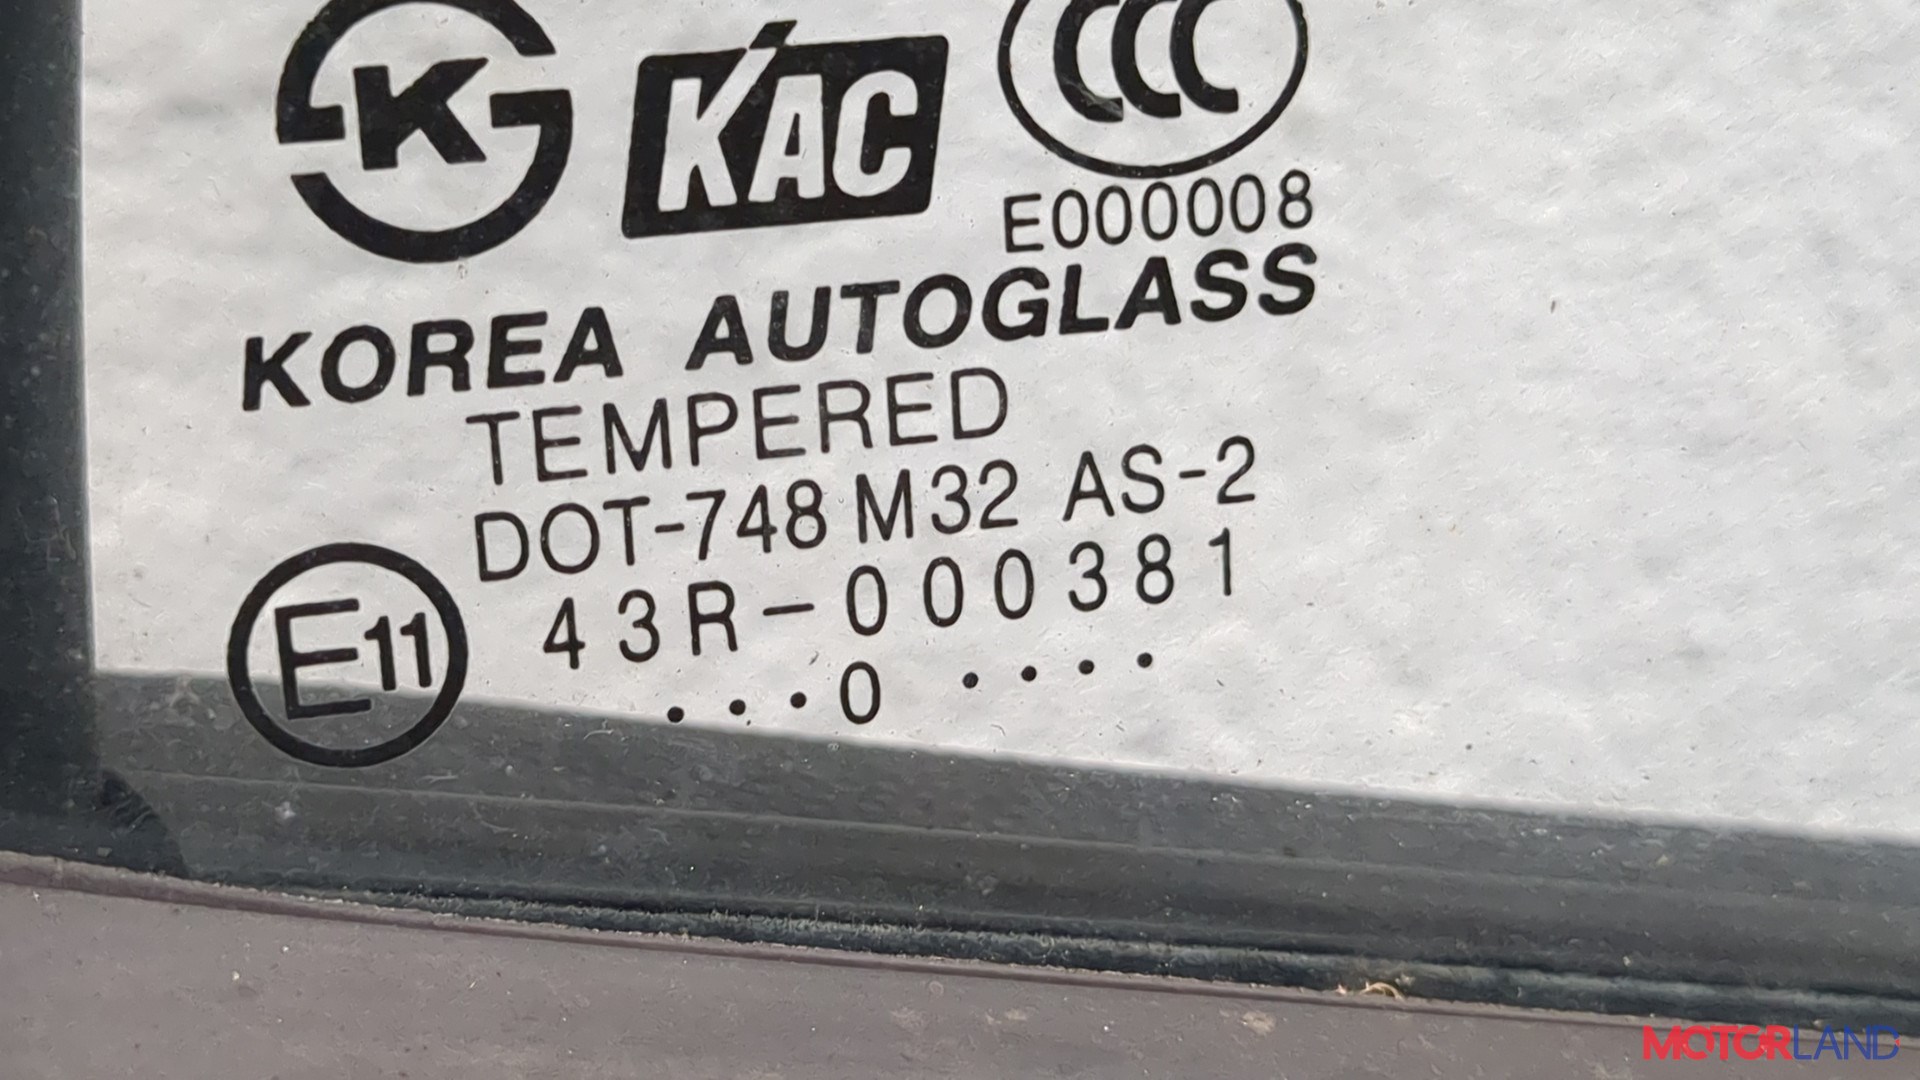 K
KAC
CCC
E000008
KOREA AUTOGLASS
TEMPERED
DOT-748 M32 AS-2
E11
43R-000381
...0 ....
MOTORLAND